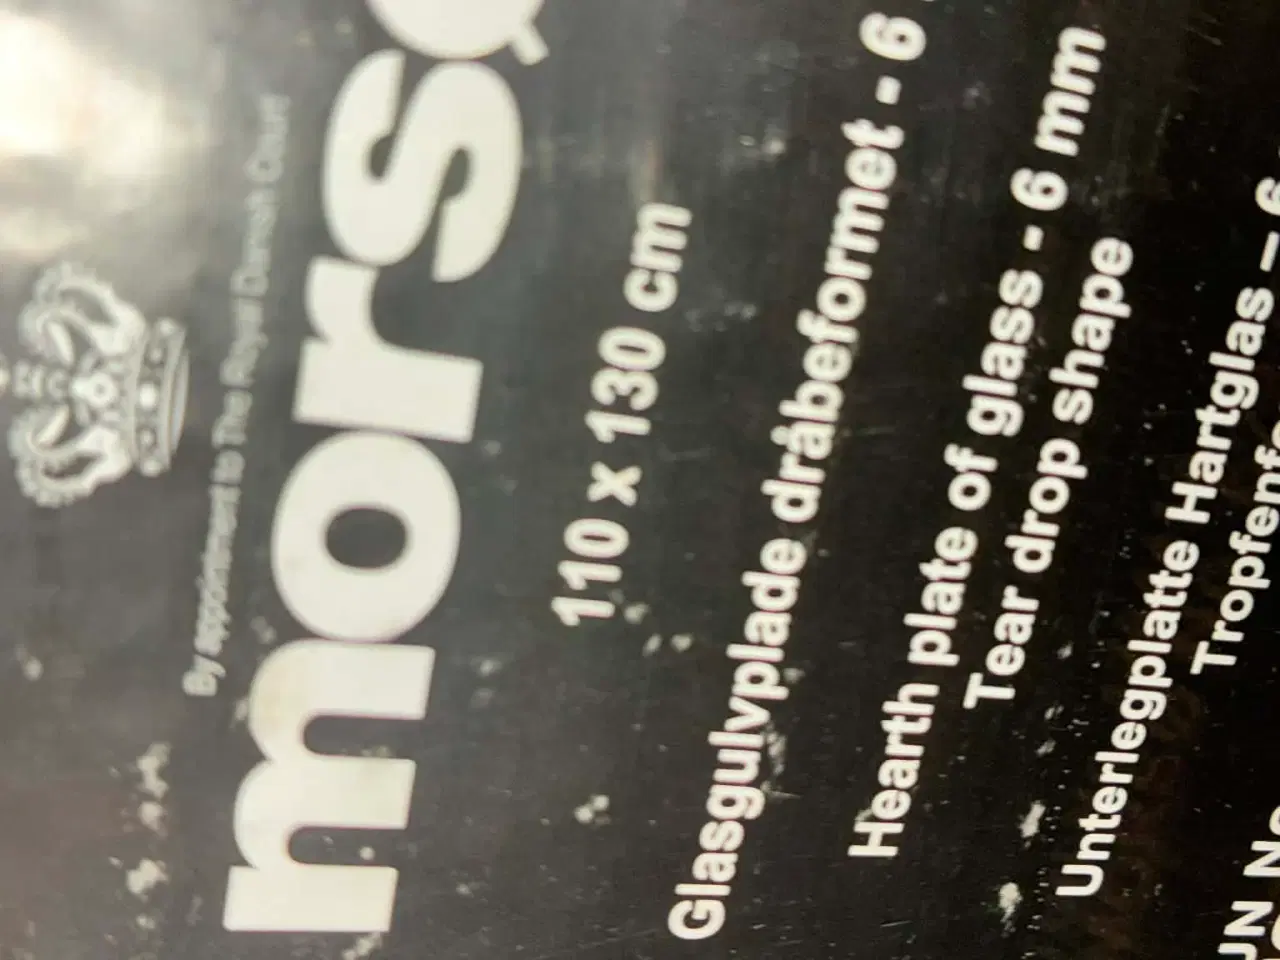 By appointment to The Royal Danish Court
morsø
110 x 130 cm
Glasgulvplade dråbeformet - 6
Hearth plate of glass - 6 mm
Tear drop shape
Unterlegplatte Hartglas – 6